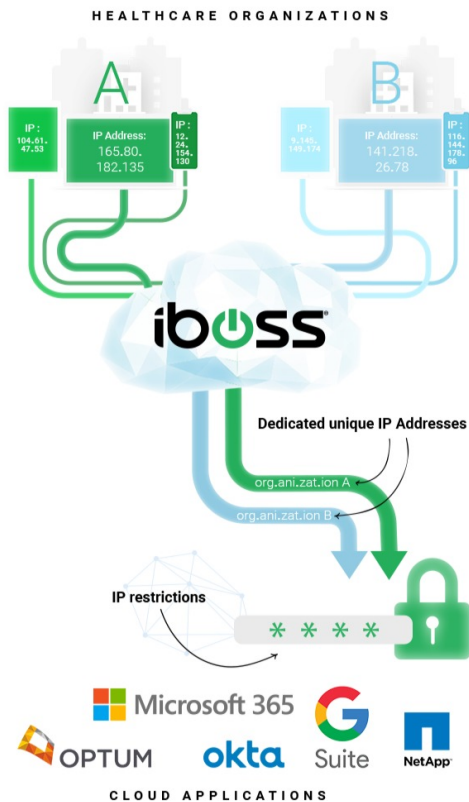 HEALTHCARE ORGANIZATIONS
A
B
IP :
104.61.
47.53
IP Address:
165.80.
182.135
IP :
12.
24.
154.
130
IP :
9.145.
149.174
IP Address:
141.218.
26.78
IP :
116.
144.
178.
96
iboss
Dedicated unique IP Addresses
org.ani.zat.ion A
org.ani.zat.ion B
IP restrictions
* * * *
Microsoft 365
G Suite
OPTUM
okta
NetApp
CLOUD APPLICATIONS